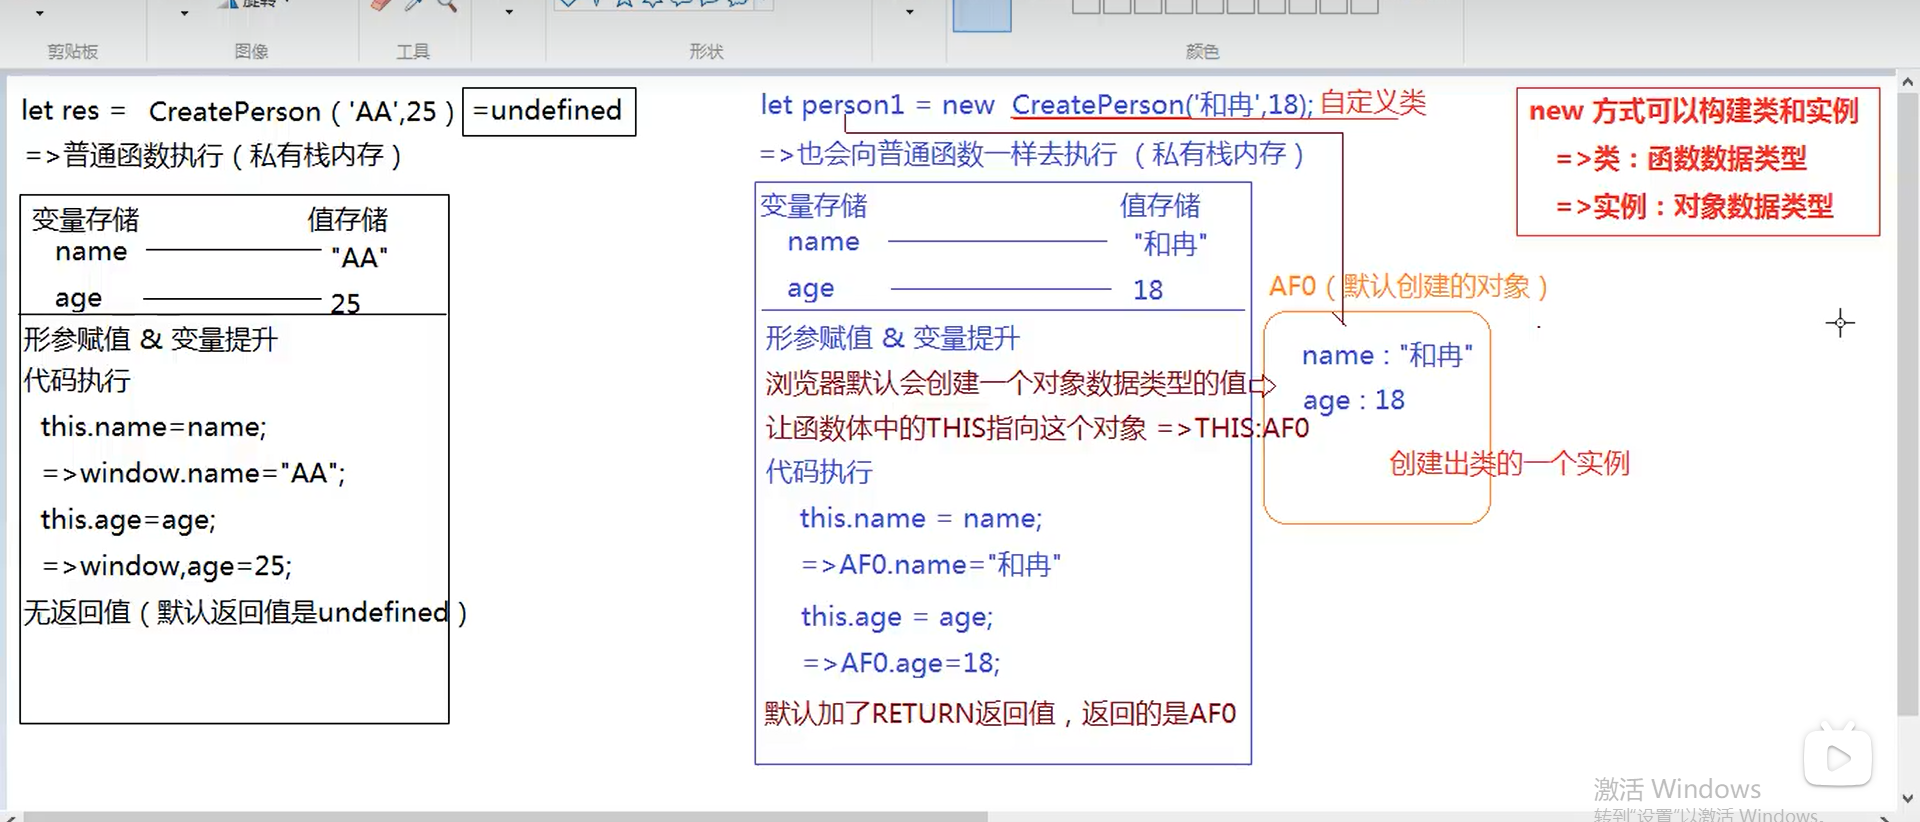 旋转
剪贴板
图像
工具
形状
颜色
let res = CreatePerson（'AA',25）=undefined
=>普通函数执行（私有栈内存）
变量存储 值存储
name "AA"
age 25
形参赋值 & 变量提升
代码执行
this.name=name;
=>window.name="AA";
this.age=age;
=>window,age=25;
无返回值（默认返回值是undefined）
let person1 = new CreatePerson('和冉',18); 自定义类
=>也会向普通函数一样去执行 （私有栈内存）
变量存储 值存储
name "和冉"
age 18
形参赋值 & 变量提升
浏览器默认会创建一个对象数据类型的值
让函数体中的THIS指向这个对象 =>THIS:AF0
代码执行
this.name = name;
=>AF0.name="和冉"
this.age = age;
=>AF0.age=18;
默认加了RETURN返回值，返回的是AF0
AF0（默认创建的对象）
name："和冉"
age：18
创建出类的一个实例
new 方式可以构建类和实例
=>类：函数数据类型
=>实例：对象数据类型
激活 Windows
转到"设置"以激活 Windows。